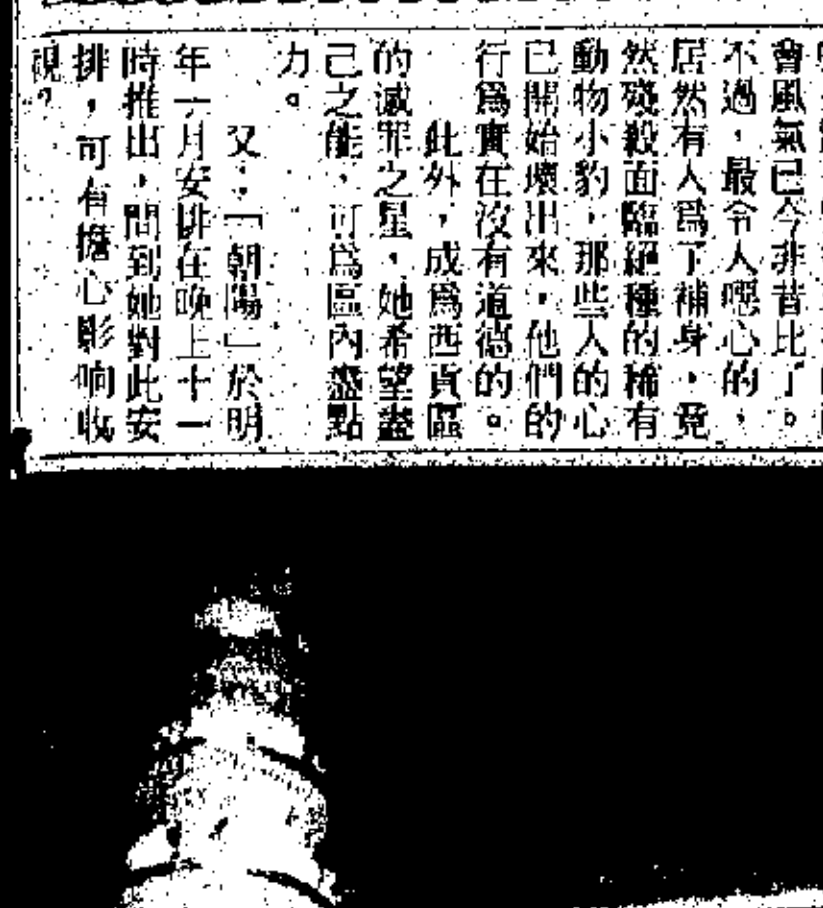 會風氣已今非昔比了。
不過，最令人噁心的，
居然有人爲了補身，竟
然殘殺面臨絕種的稀有
動物小豹，那些人的心
已開始壞出來，他們的
行爲實在沒有道德的。
此外，成爲西貢區
的滅罪之星，她希望盡
己之能，可爲區內盡點
力。
又：「朝陽」於明
年一月安排在晚上十一
時推出，問到她對此安
排，可有擔心影响收
視？